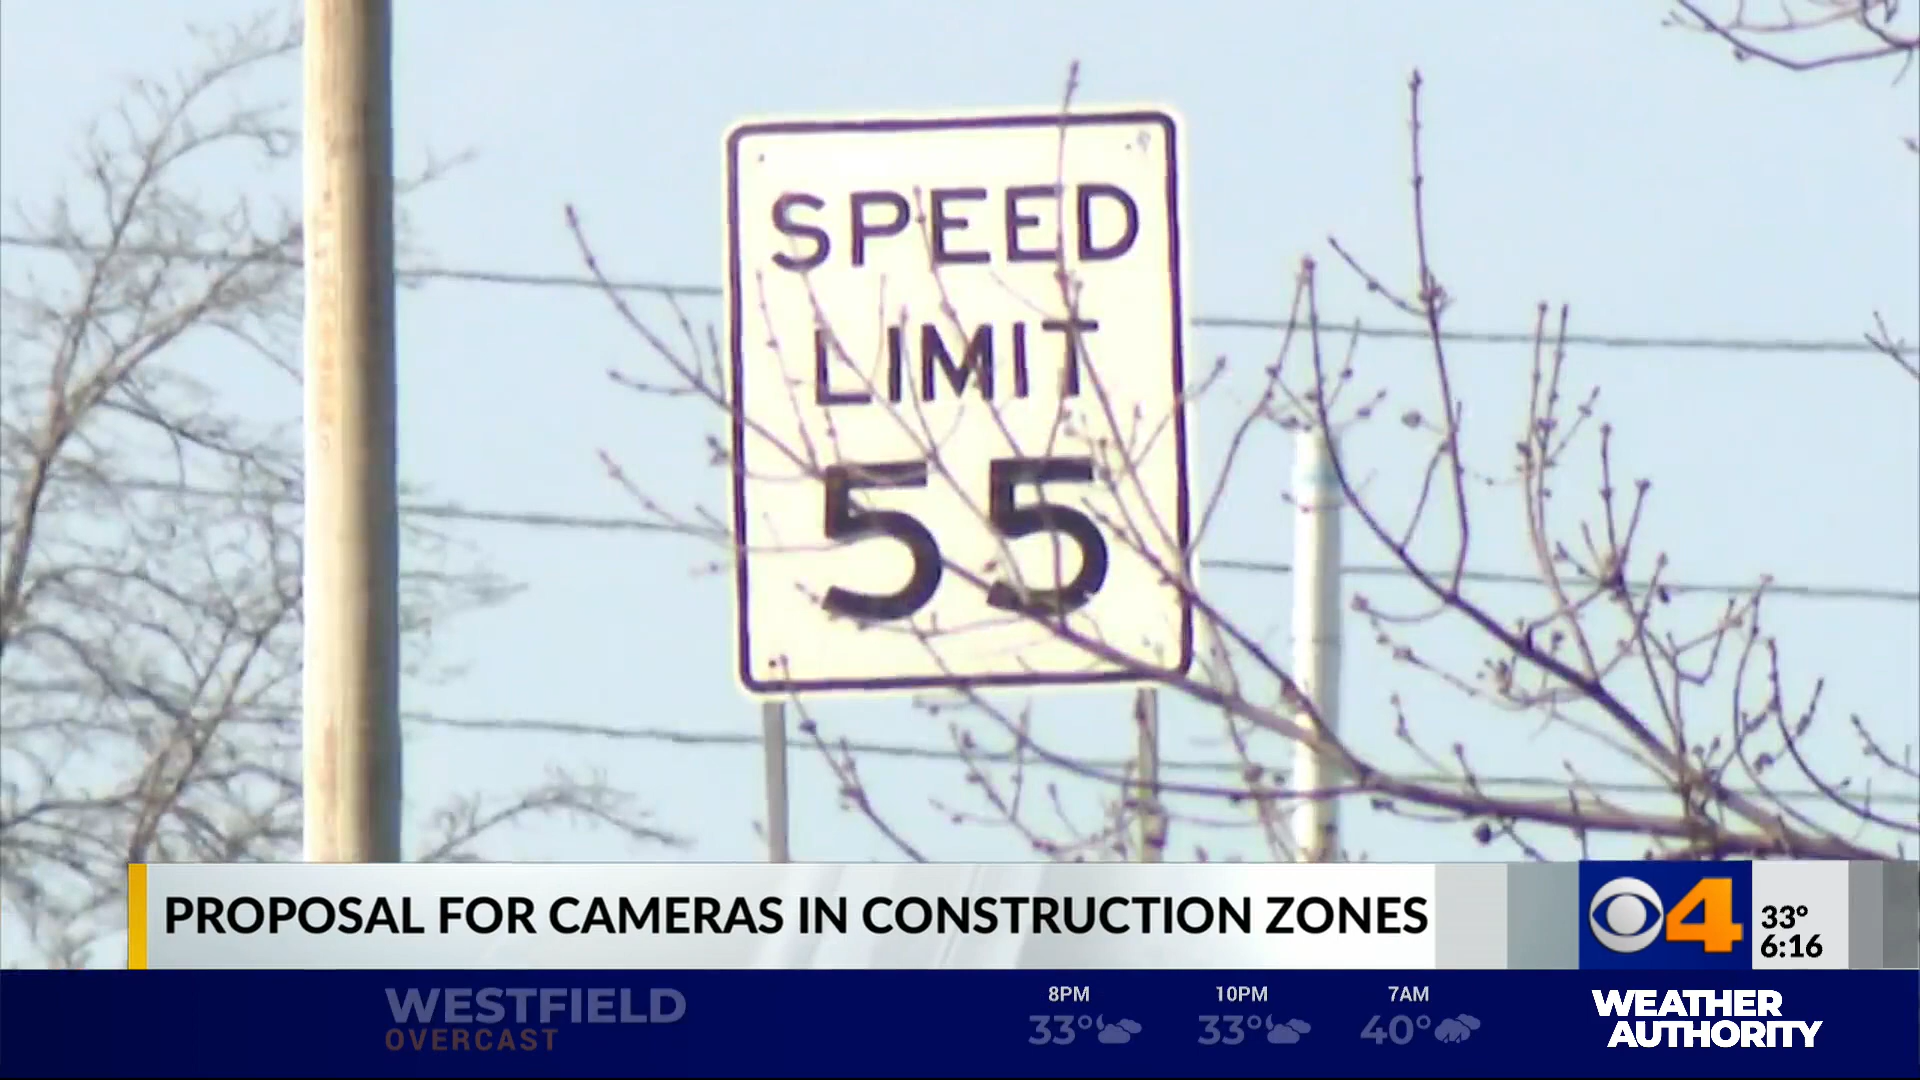 SPEED
LIMIT
55
PROPOSAL FOR CAMERAS IN CONSTRUCTION ZONES
4
33°
6:16
WESTFIELD
OVERCAST
8PM
33°
10PM
33°
7AM
40°
WEATHER
AUTHORITY